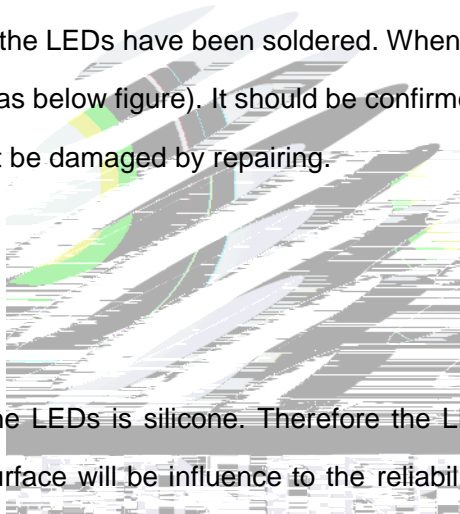 the LEDs have been soldered. When
as below figure). It should be confirme
t be damaged by repairing.
ne LEDs is silicone. Therefore the L
urface will be influence to the reliabil